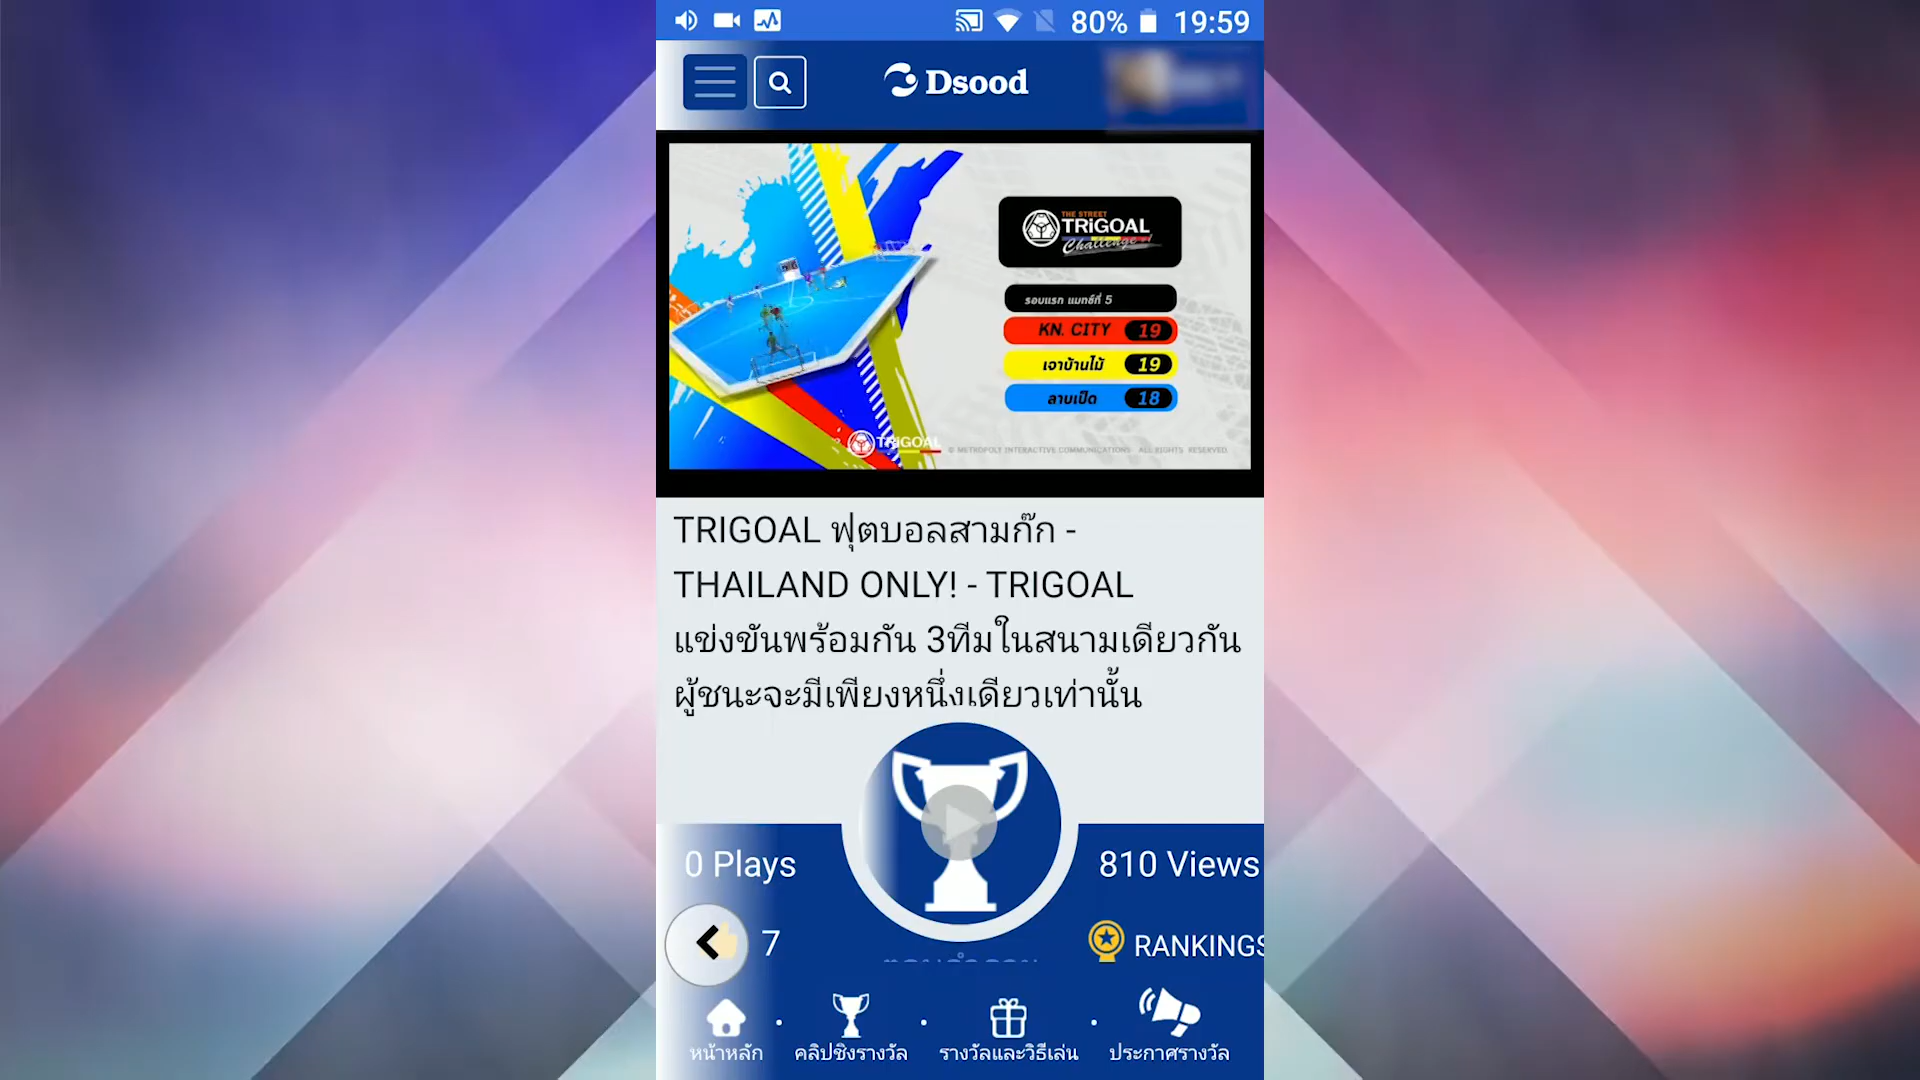 80% 19:59
Dsood
THE STREET
TRiGOAL
Challenge
รอบแรก แมทช์ที่ 5
KN. CITY 19
เจาบ้านไม้ 19
ลาบเป็ด 18
TRiGOAL
© METROPOLY INTERACTIVE COMMUNICATIONS ALL RIGHTS RESERVED.
TRIGOAL ฟุตบอลสามก๊ก -
THAILAND ONLY! - TRIGOAL
แข่งขันพร้อมกัน 3ทีมในสนามเดียวกัน
ผู้ชนะจะมีเพียงหนึ่งเดียวเท่านั้น
0 Plays
810 Views
7
RANKINGS
หน้าหลัก
คลิปชิงรางวัล
รางวัลและวิธีเล่น
ประกาศรางวัล